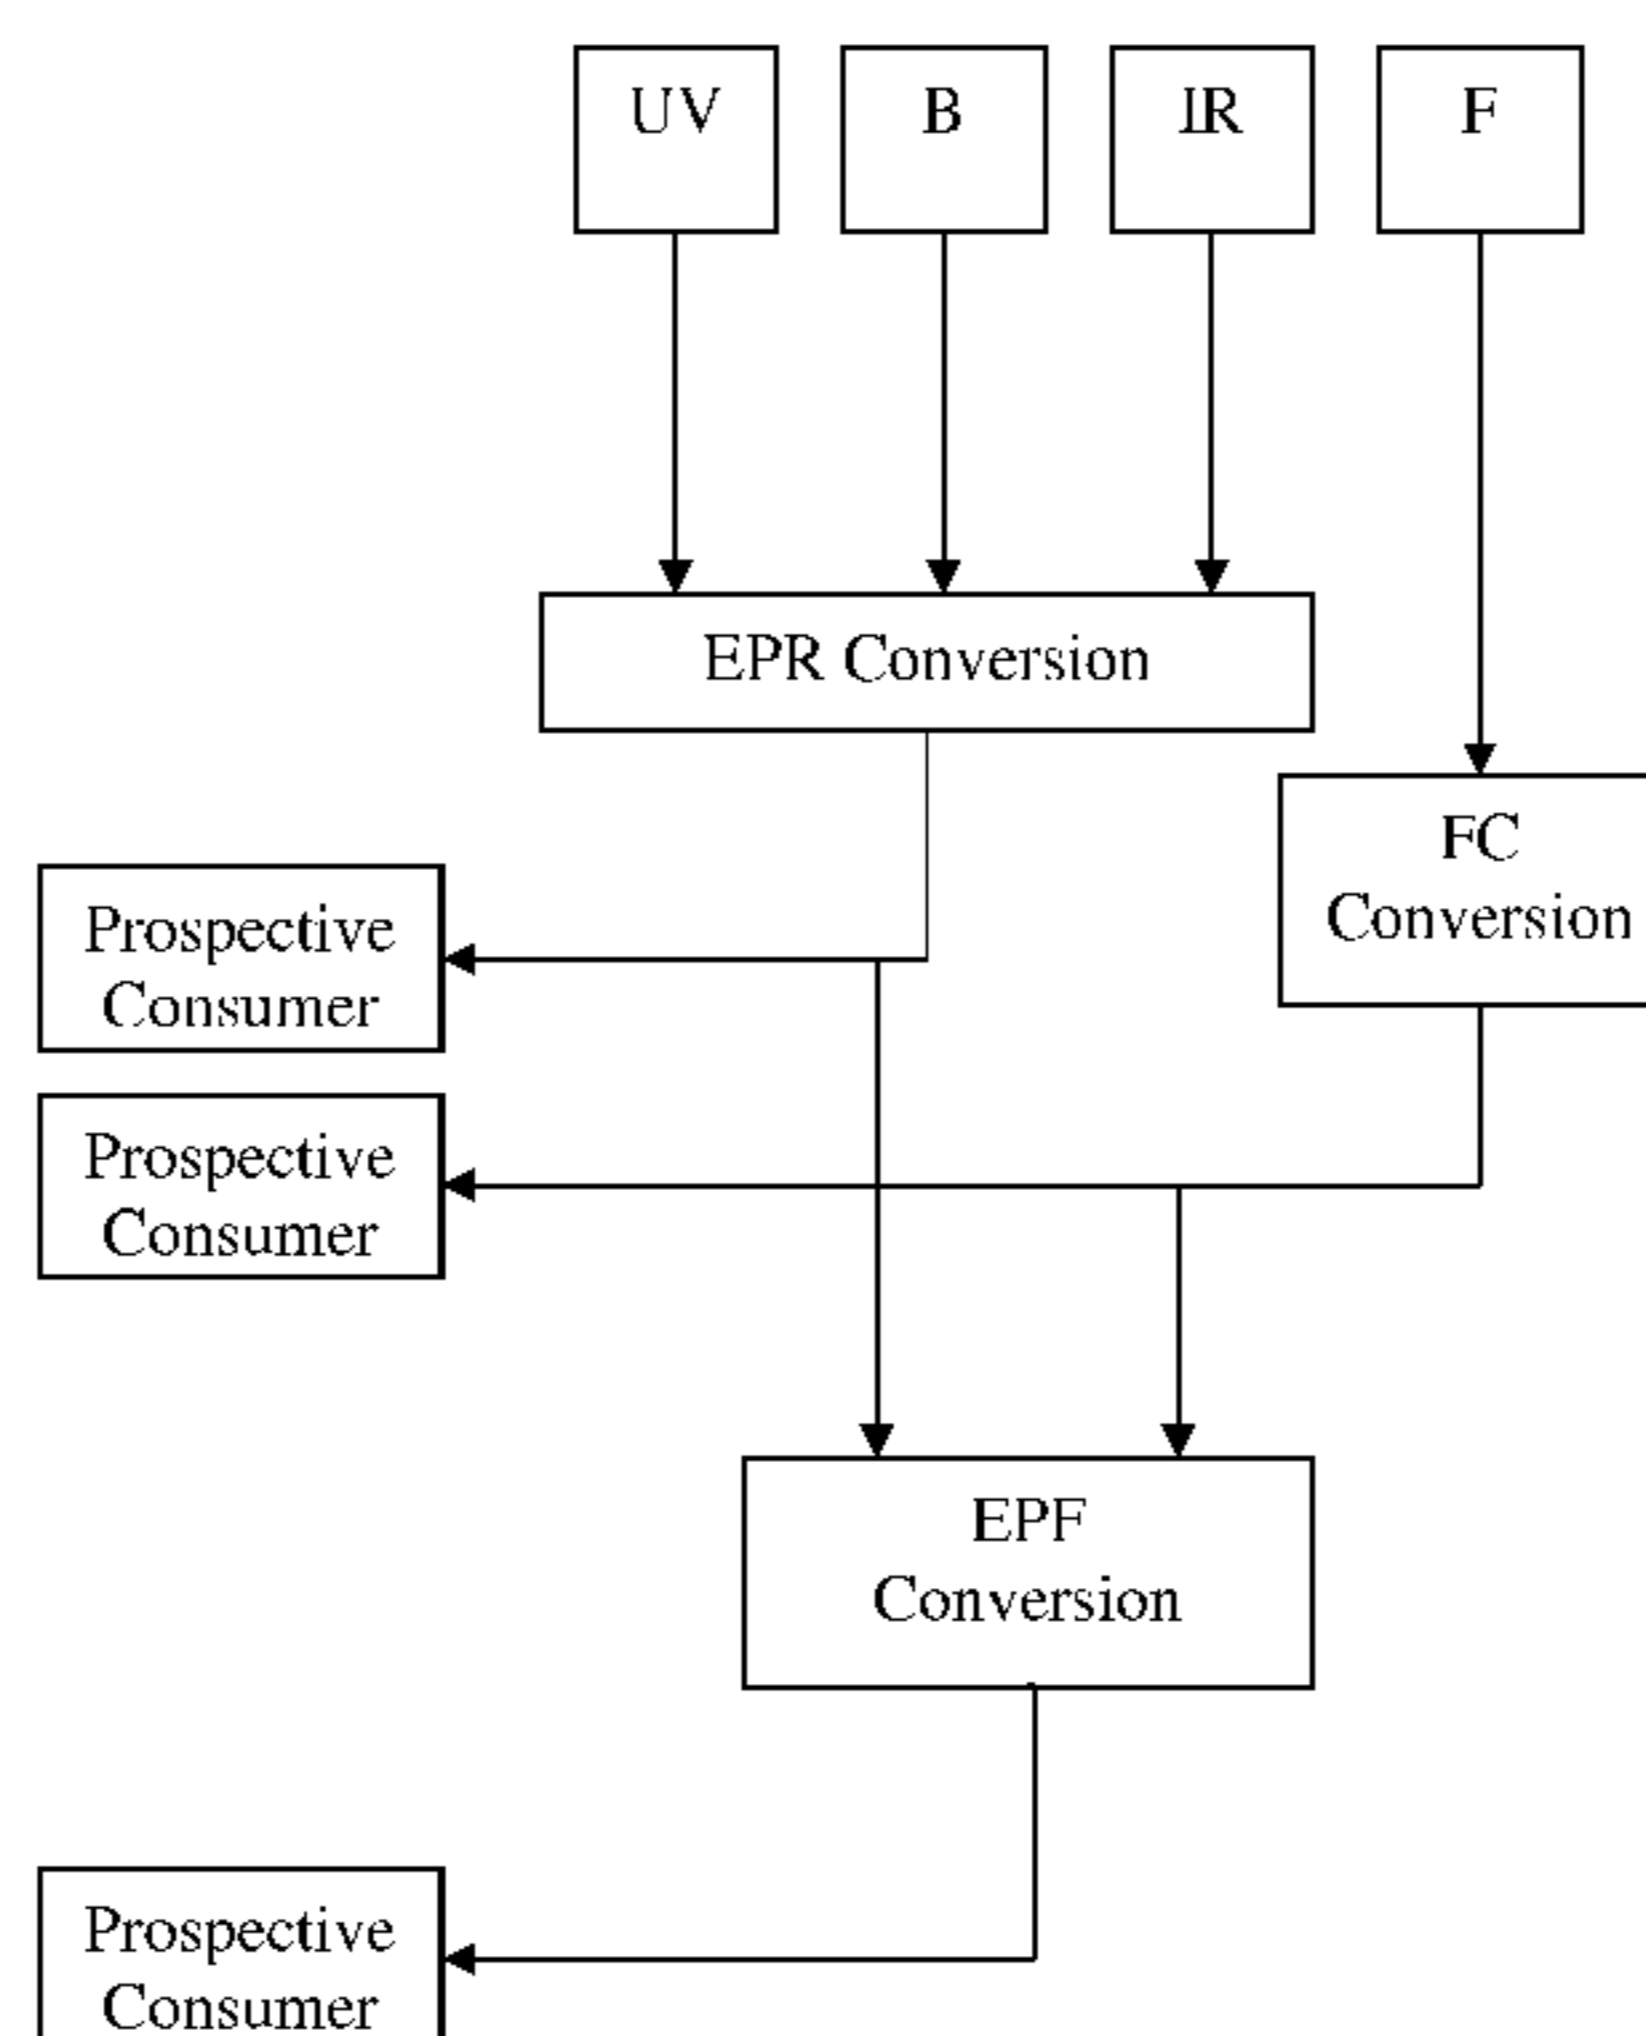 UV
B
IR
F
EPR Conversion
FC
Conversion
Prospective
Consumer
Prospective
Consumer
EPF
Conversion
Prospective
Consumer